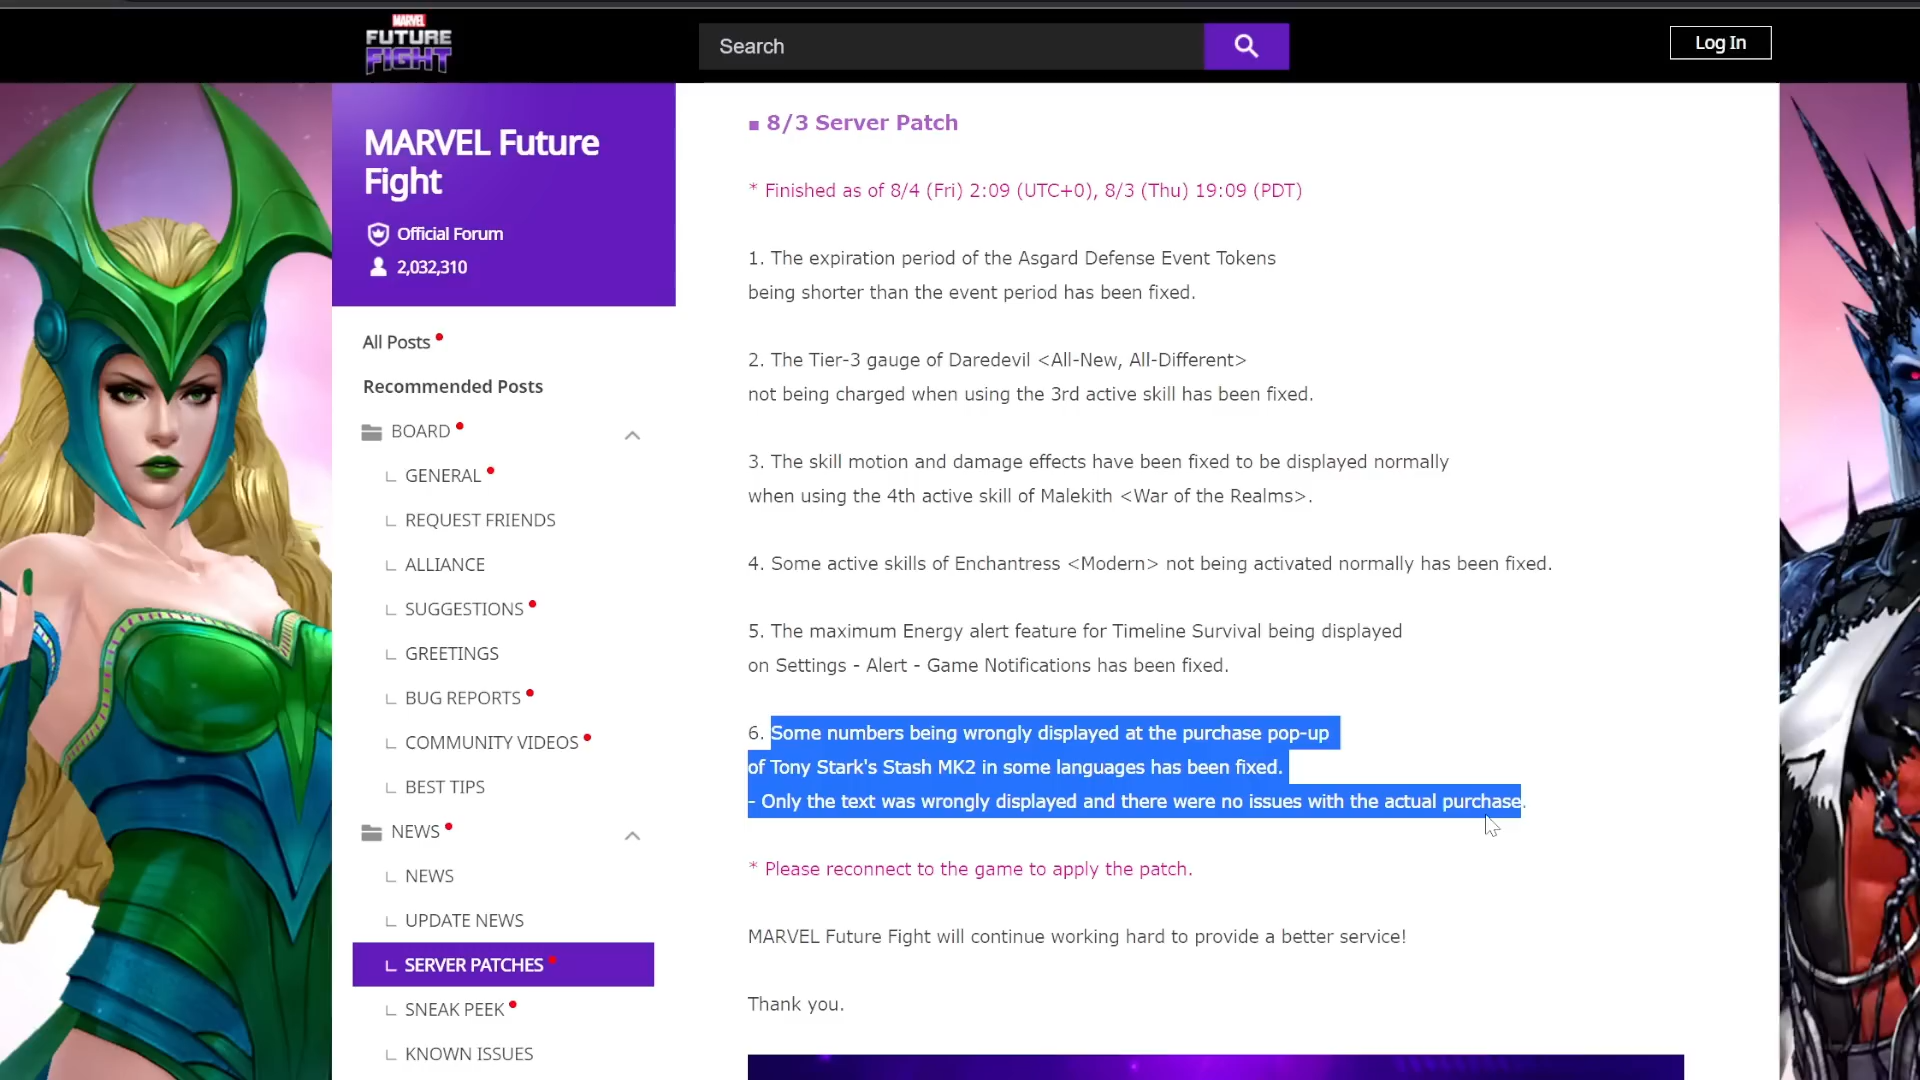 MARVEL
FUTURE
FIGHT
Search
Log In
MARVEL Future
Fight
Official Forum
2,032,310
All Posts
Recommended Posts
BOARD
GENERAL
REQUEST FRIENDS
ALLIANCE
SUGGESTIONS
GREETINGS
BUG REPORTS
COMMUNITY VIDEOS
BEST TIPS
NEWS
NEWS
UPDATE NEWS
SERVER PATCHES
SNEAK PEEK
KNOWN ISSUES
■ 8/3 Server Patch
* Finished as of 8/4 (Fri) 2:09 (UTC+0), 8/3 (Thu) 19:09 (PDT)
1. The expiration period of the Asgard Defense Event Tokens
being shorter than the event period has been fixed.
2. The Tier-3 gauge of Daredevil <All-New, All-Different>
not being charged when using the 3rd active skill has been fixed.
3. The skill motion and damage effects have been fixed to be displayed normally
when using the 4th active skill of Malekith <War of the Realms>.
4. Some active skills of Enchantress <Modern> not being activated normally has been fixed.
5. The maximum Energy alert feature for Timeline Survival being displayed
on Settings - Alert - Game Notifications has been fixed.
6. Some numbers being wrongly displayed at the purchase pop-up
of Tony Stark's Stash MK2 in some languages has been fixed.
- Only the text was wrongly displayed and there were no issues with the actual purchase.
* Please reconnect to the game to apply the patch.
MARVEL Future Fight will continue working hard to provide a better service!
Thank you.